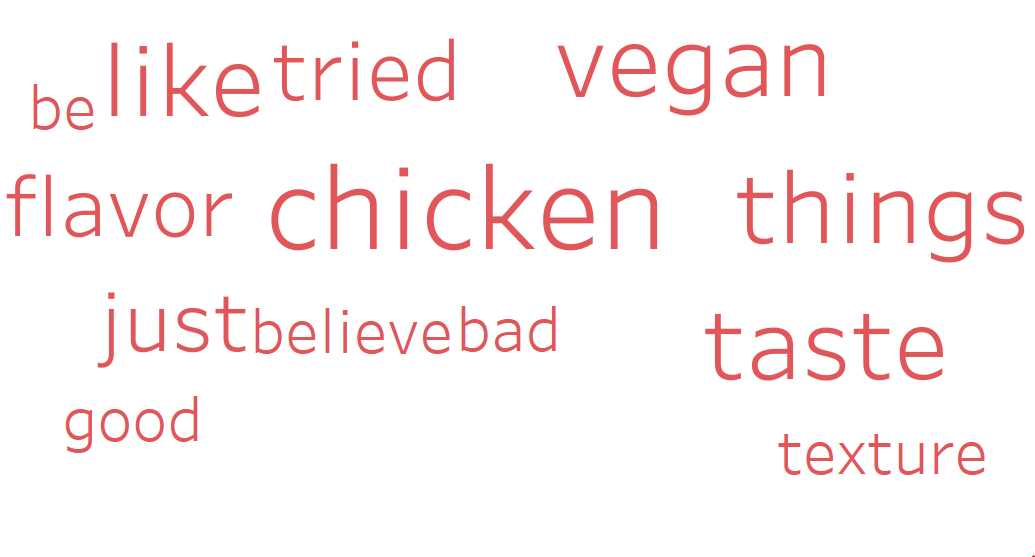 be like tried vegan
flavor chicken things
just believe bad taste
good texture